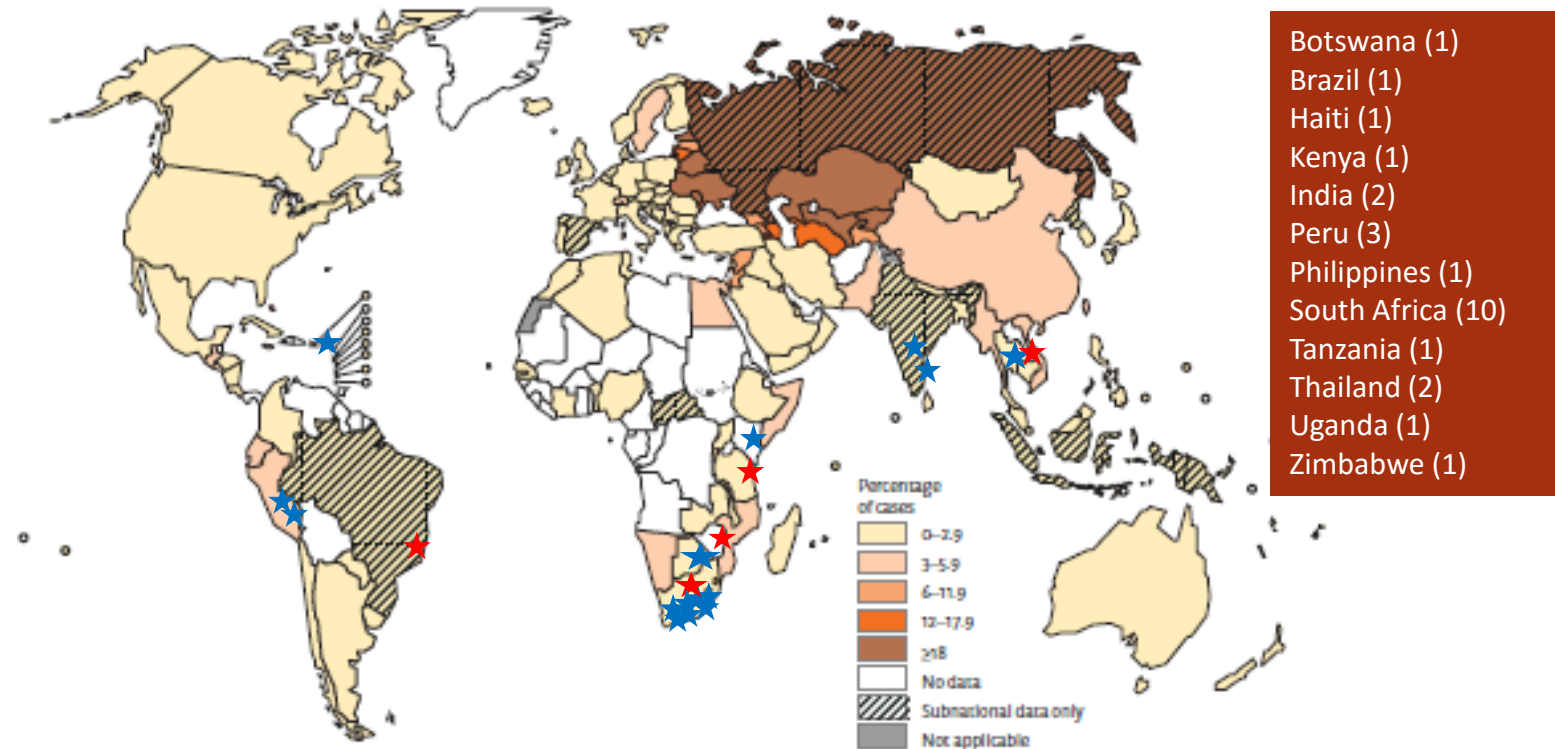 Botswana (1)
Brazil (1)
Haiti (1)
Kenya (1)
India (2)
Peru (3)
Philippines (1)
South Africa (10)
Tanzania (1)
Thailand (2)
Uganda (1)
Zimbabwe (1)
Percentage
of cases
0–2.9
3–5.9
6–11.9
12–17.9
≥18
No data
Subnational data only
Not applicable